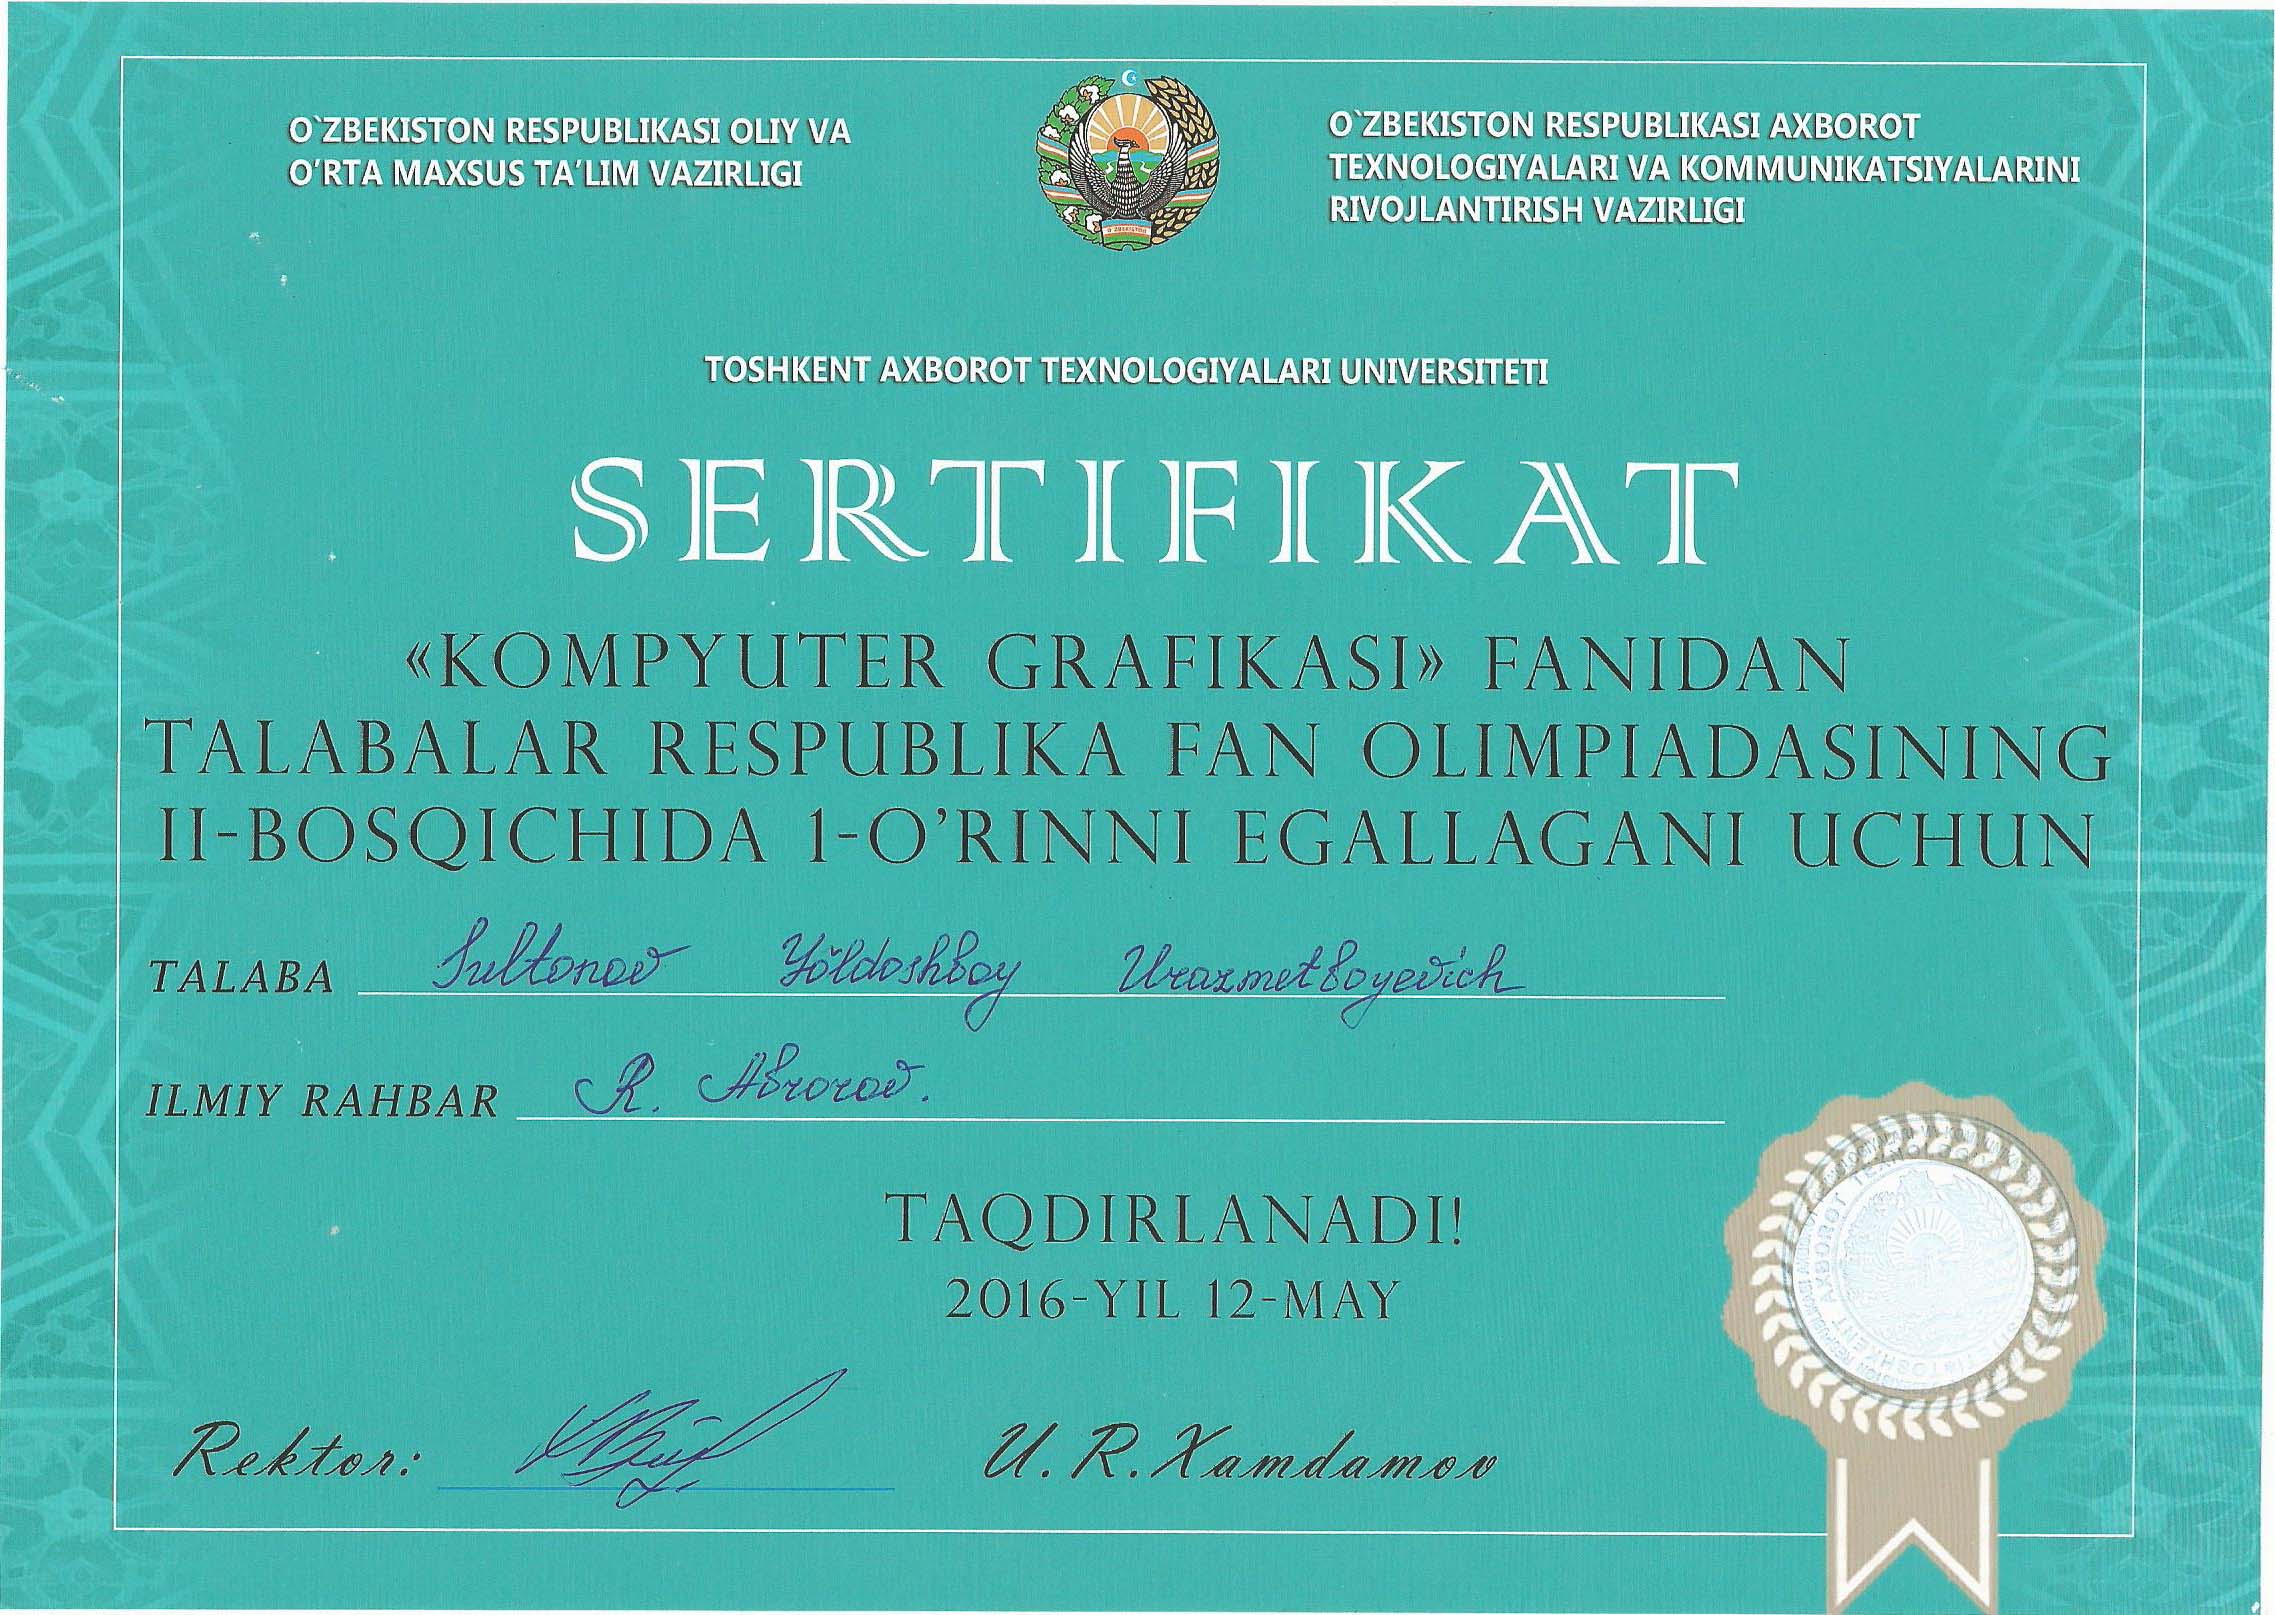 O`ZBEKISTON RESPUBLIKASI OLIY VA
O'RTA MAXSUS TA'LIM VAZIRLIGI
O'ZBEKISTON
O`ZBEKISTON RESPUBLIKASI AXBOROT
TEXNOLOGIYALARI VA KOMMUNIKATSIYALARINI
RIVOJLANTIRISH VAZIRLIGI
TOSHKENT AXBOROT TEXNOLOGIYALARI UNIVERSITETI
SERTIFIKAT
«KOMPYUTER GRAFIKASI» FANIDAN
TALABALAR RESPUBLIKA FAN OLIMPIADASINING
II-BOSQICHIDA 1-O'RINNI EGALLAGANI UCHUN
TALABA Sultonov Yŏldoshboy Urazmetboyevich
ILMIY RAHBAR R. Abrorov.
TAQDIRLANADI!
2016-YIL 12-MAY
Rektor: U. R. Xamdamov